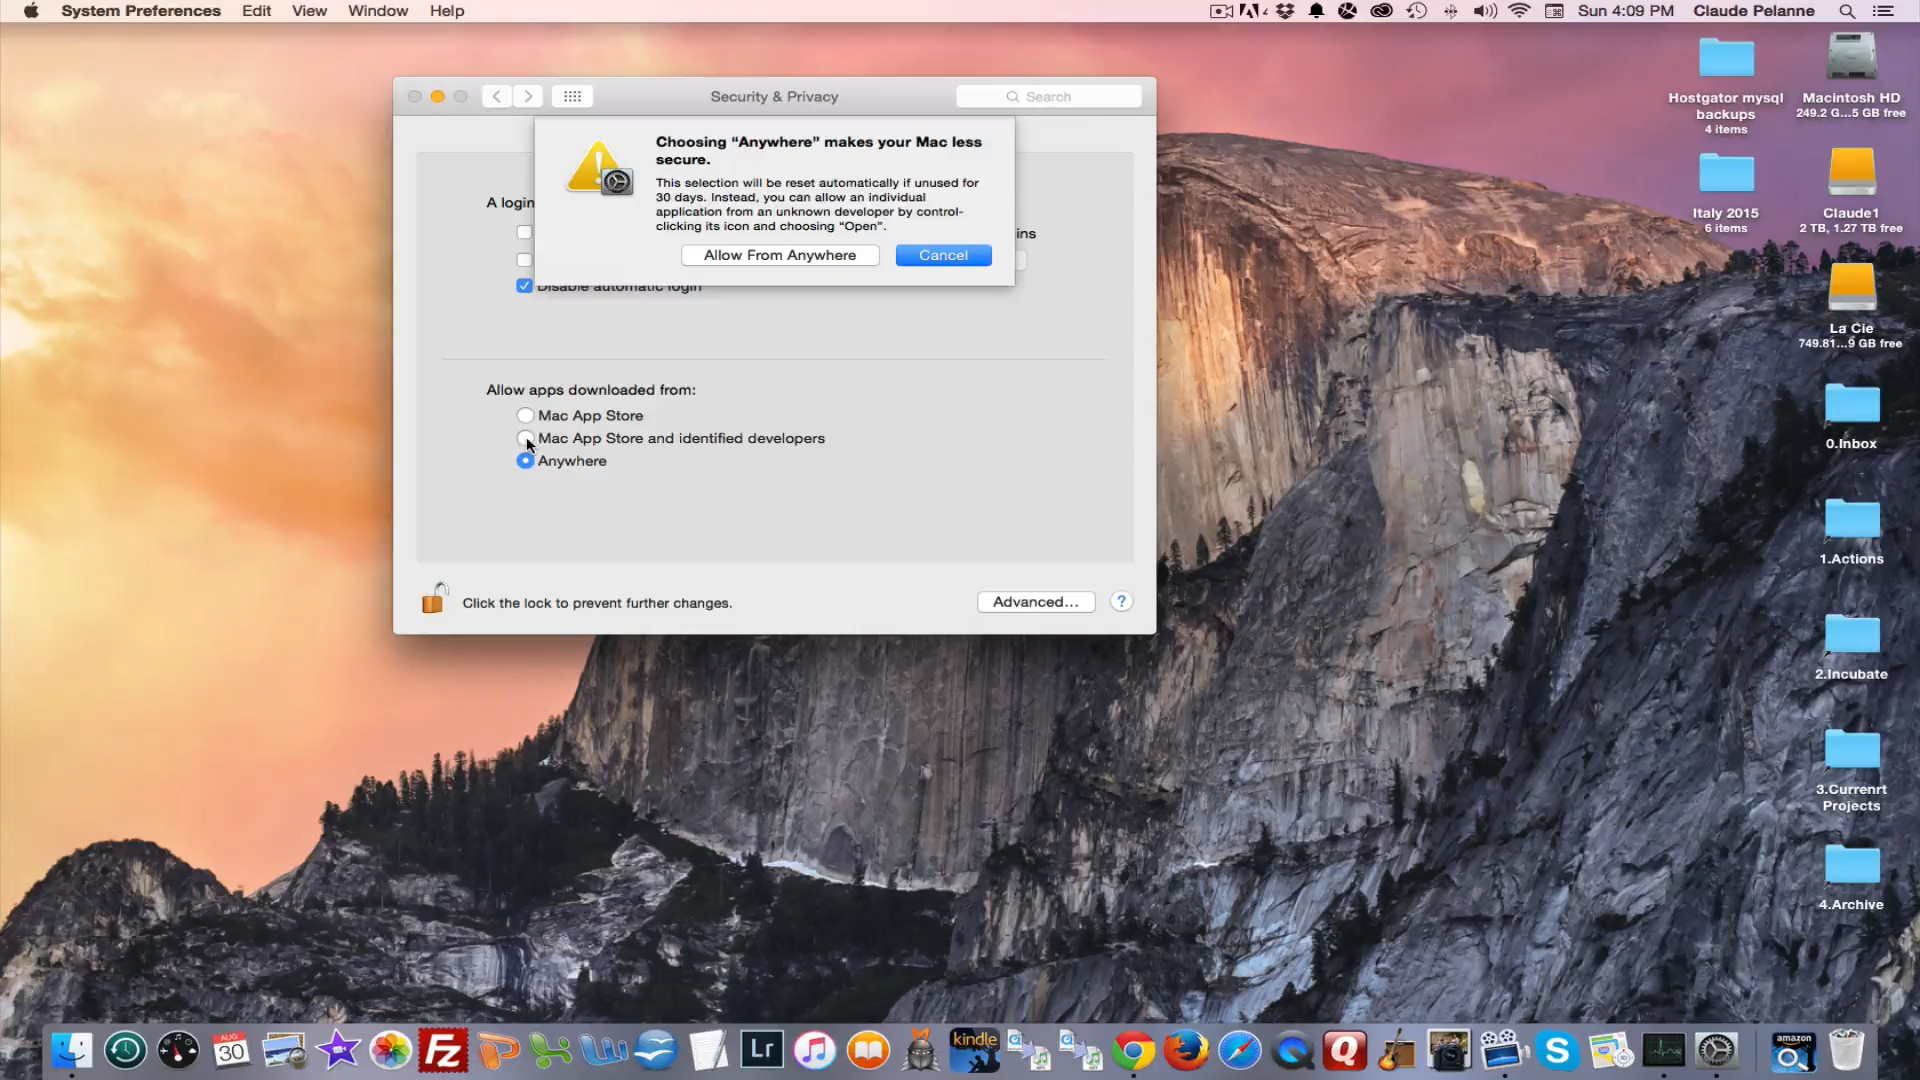 System Preferences Edit View Window Help
Sun 4:09 PM Claude Pelanne
Security & Privacy
Search
Choosing “Anywhere” makes your Mac less
secure.
This selection will be reset automatically if unused for
30 days. Instead, you can allow an individual
application from an unknown developer by control-
clicking its icon and choosing “Open”.
Allow From Anywhere
Cancel
A login
ins
Disable automatic login
Allow apps downloaded from:
Mac App Store
Mac App Store and identified developers
Anywhere
Click the lock to prevent further changes.
Advanced...
?
Hostgator mysql
backups
4 items
Macintosh HD
249.2 G...5 GB free
Italy 2015
6 items
Claude1
2 TB, 1.27 TB free
La Cie
749.81...9 GB free
0.Inbox
1.Actions
2.Incubate
3.Currenrt
Projects
4.Archive
AUG
30
Fz
Lr
kindle
Q
S
amazon